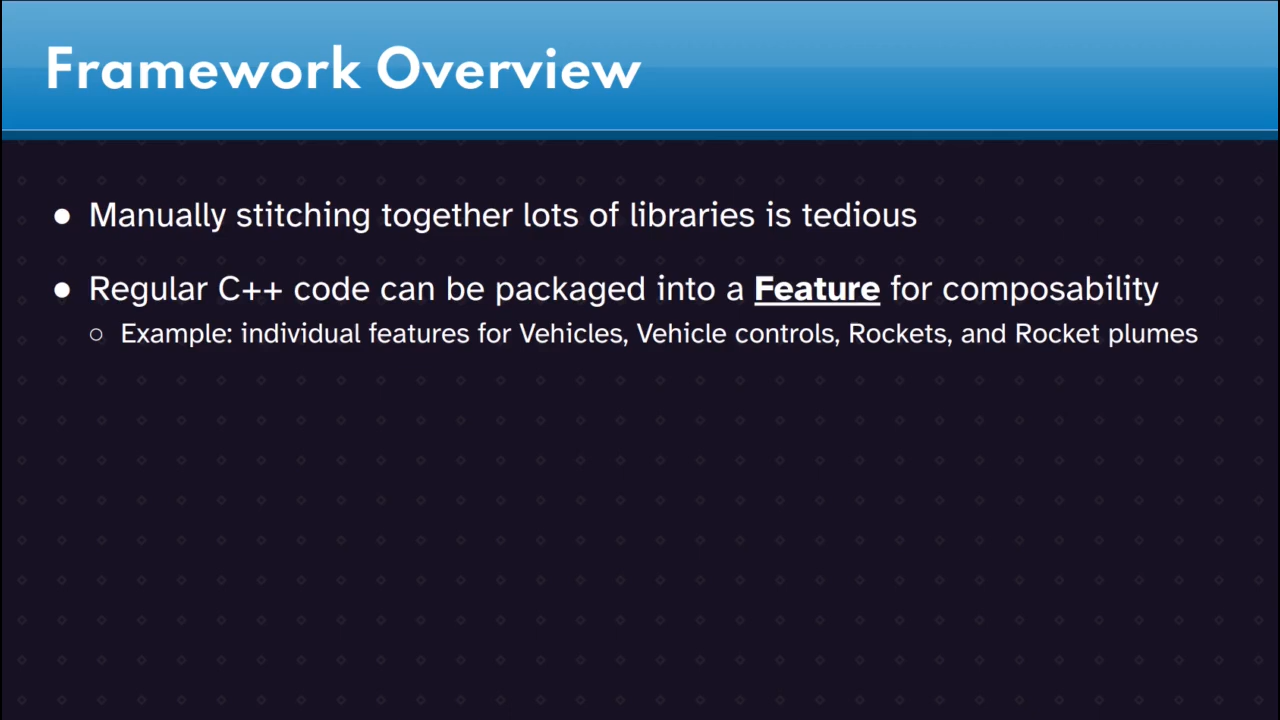 Framework Overview
● Manually stitching together lots of libraries is tedious
● Regular C++ code can be packaged into a Feature for composability
○ Example: individual features for Vehicles, Vehicle controls, Rockets, and Rocket plumes